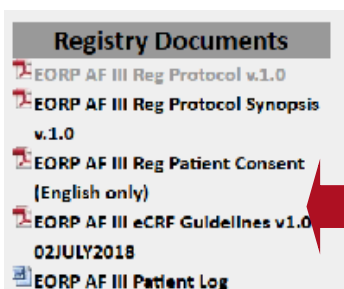 Registry Documents
EORP AF III Reg Protocol v.1.0
EORP AF III Reg Protocol Synopsis
v.1.0
EORP AF III Reg Patient Consent
(English only)
EORP AF III eCRF Guidelines v1.0
02JULY2018
EORP AF III Patient Log